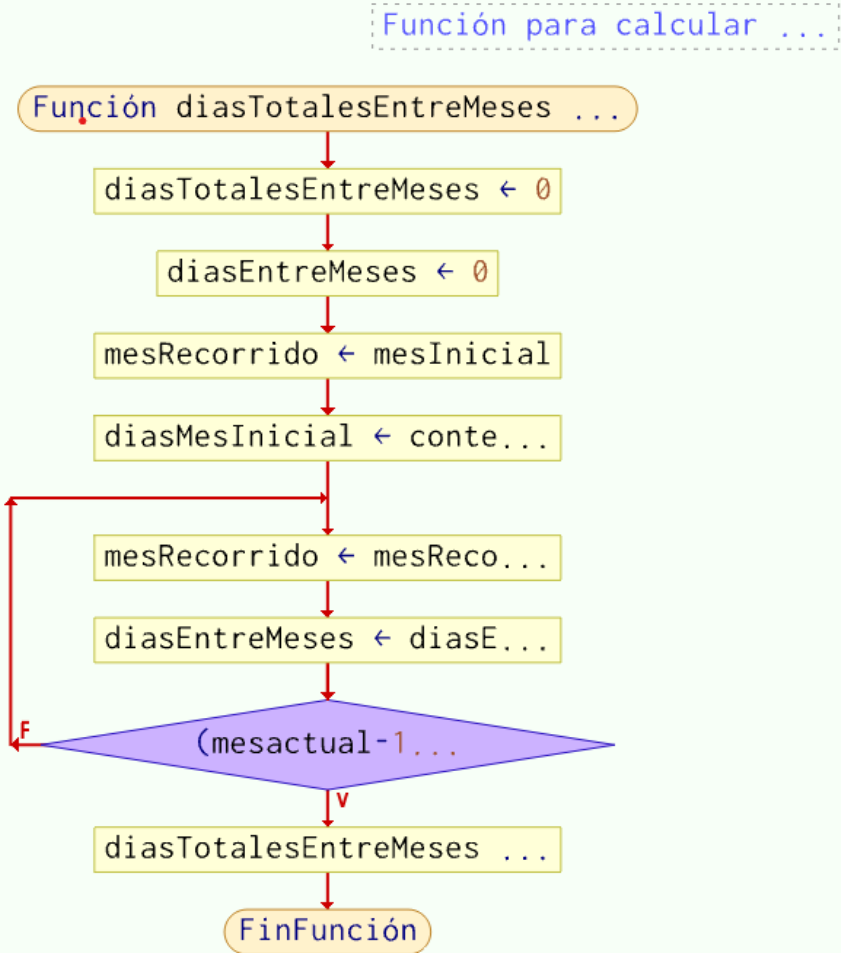 Función para calcular ...
Función diasTotalesEntreMeses ...
diasTotalesEntreMeses ← 0
diasEntreMeses ← 0
mesRecorrido ← mesInicial
diasMesInicial ← conte...
mesRecorrido ← mesReco...
diasEntreMeses ← diasE...
F
(mesactual-1...
V
diasTotalesEntreMeses ...
FinFunción